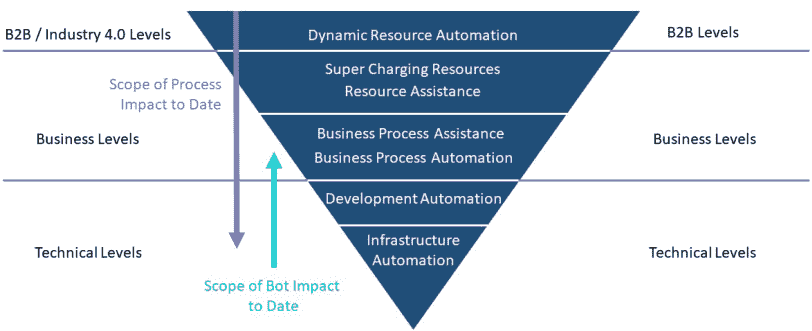 B2B / Industry 4.0 Levels
Dynamic Resource Automation
B2B Levels
Scope of Process
Impact to Date
Super Charging Resources
Resource Assistance
Business Levels
Business Process Assistance
Business Process Automation
Business Levels
Development Automation
Technical Levels
Infrastructure
Automation
Technical Levels
Scope of Bot Impact
to Date